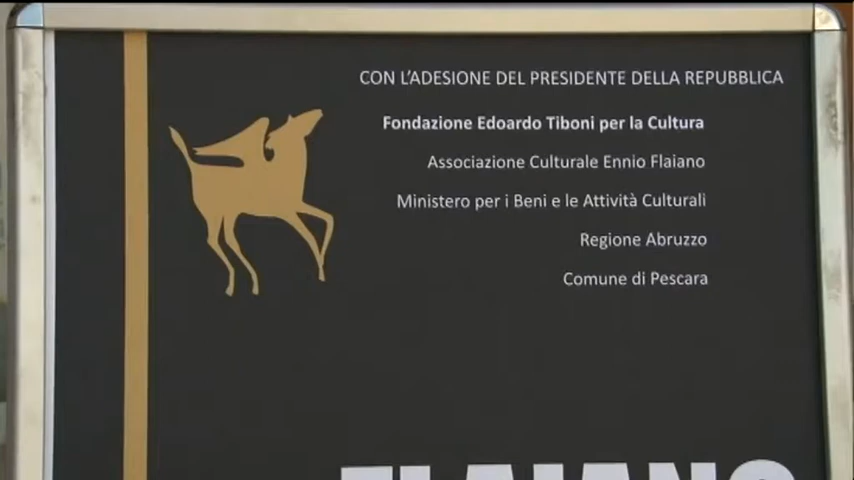 CON L'ADESIONE DEL PRESIDENTE DELLA REPUBBLICA
Fondazione Edoardo Tiboni per la Cultura
Associazione Culturale Ennio Flaiano
Ministero per i Beni e le Attività Culturali
Regione Abruzzo
Comune di Pescara
FLAIANO